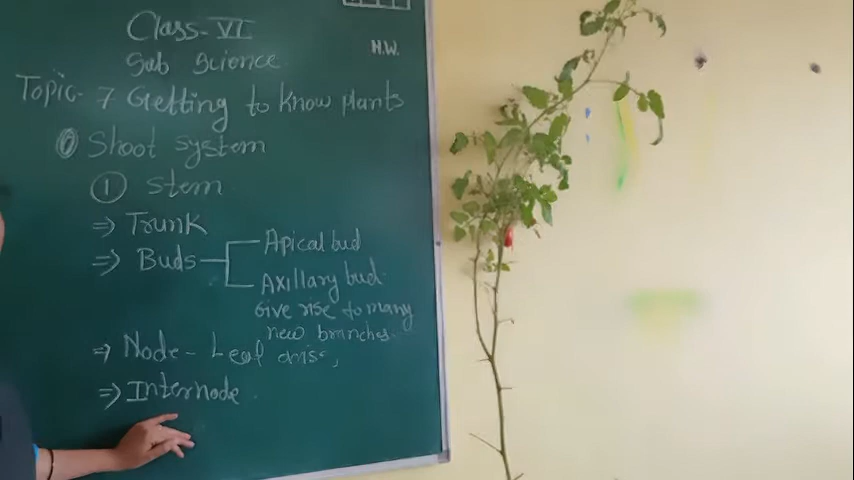 Class-VI
H.W.
Sub Science
Topic- 7 Getting to know plants
Shoot system
① Stem
⇒ Trunk
⇒ Buds
Apical bud
Axillary bud
Give rise to many
new branches.
⇒ Node - Leaf arise,
⇒ Internode